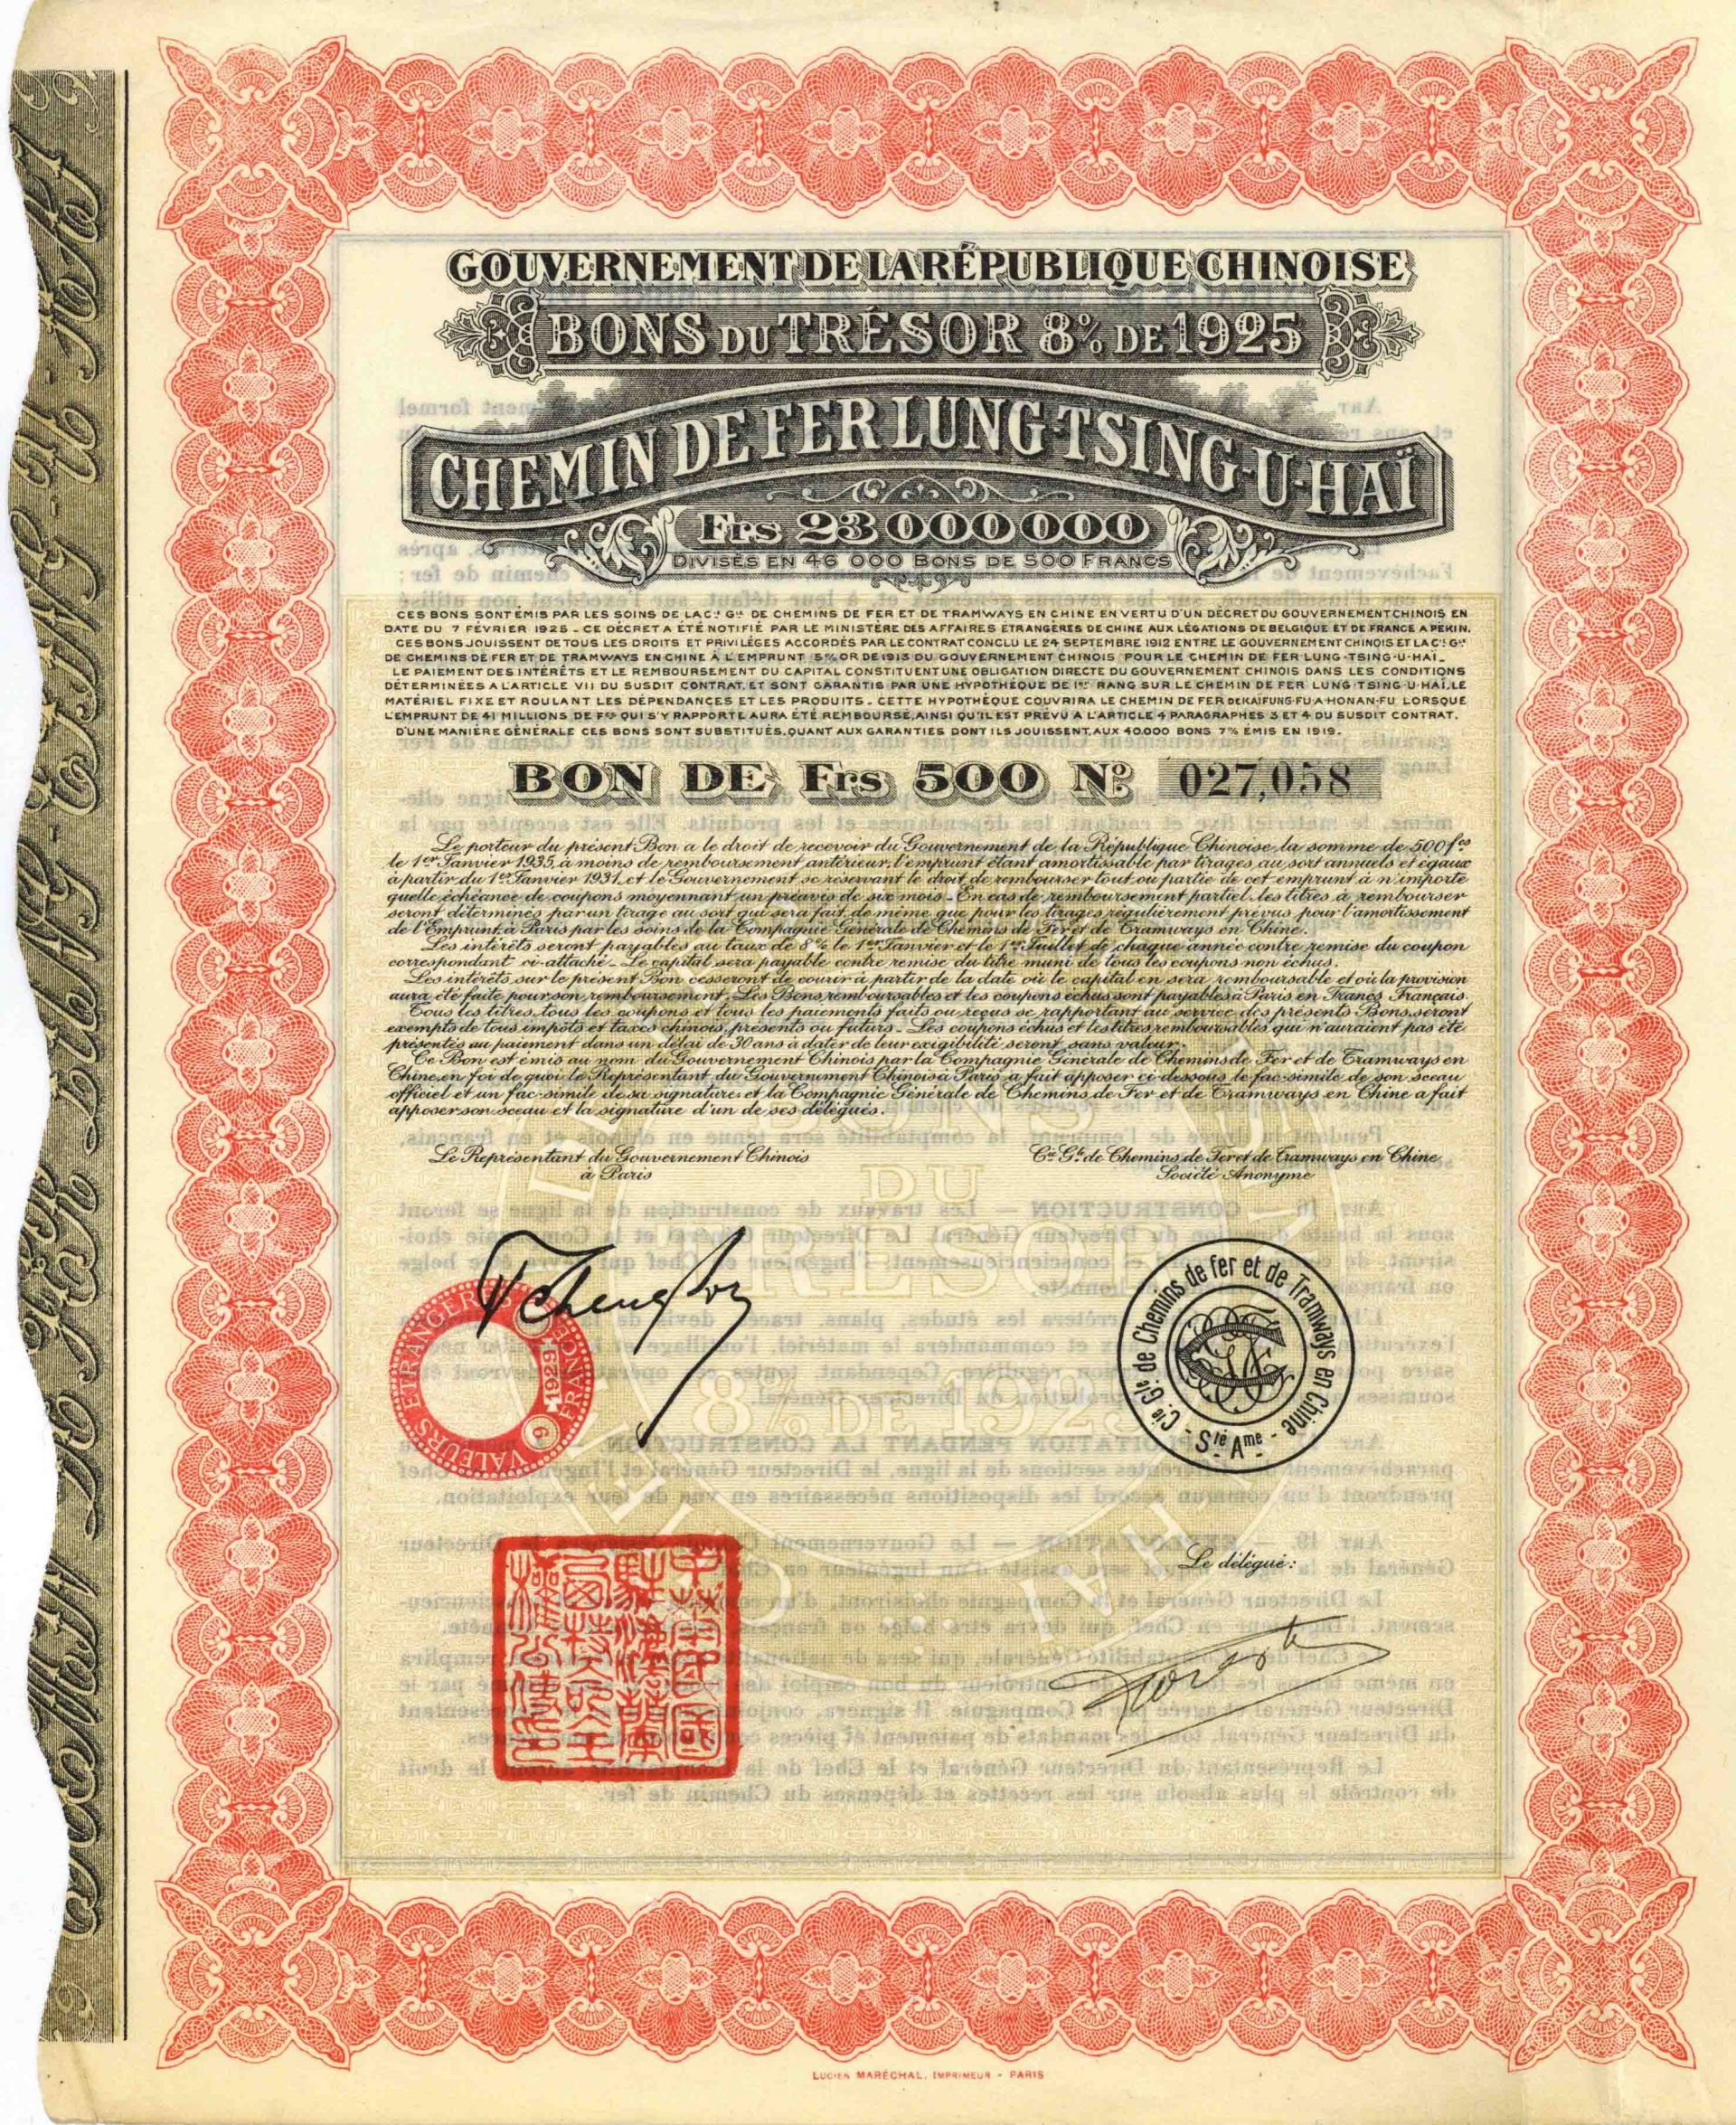 GOUVERNEMENT DE LA RÉPUBLIQUE CHINOISE
BONS DU TRÉSOR 8% DE 1925
CHEMIN DE FER LUNG-TSING-U-HAÏ
Frs 23 000 000
DIVISÉS EN 46 000 BONS DE 500 FRANCS
CES BONS SONT ÉMIS PAR LES SOINS DE LA Cie Gle DE CHEMINS DE FER ET DE TRAMWAYS EN CHINE EN VERTU D'UN DÉCRET DU GOUVERNEMENT CHINOIS EN
DATE DU 7 FÉVRIER 1925 - CE DÉCRET A ÉTÉ NOTIFIÉ PAR LE MINISTÈRE DES AFFAIRES ÉTRANGÈRES DE CHINE AUX LÉGATIONS DE BELGIQUE ET DE FRANCE A PÉKIN.
CES BONS JOUISSENT DE TOUS LES DROITS ET PRIVILÈGES ACCORDÉS PAR LE CONTRAT CONCLU LE 24 SEPTEMBRE 1912 ENTRE LE GOUVERNEMENT CHINOIS ET LA Cie Gle
DE CHEMINS DE FER ET DE TRAMWAYS EN CHINE À L'EMPRUNT 5% OR DE 1913 DU GOUVERNEMENT CHINOIS POUR LE CHEMIN DE FER LUNG-TSING-U-HAÏ_
LE PAIEMENT DES INTÉRÊTS ET LE REMBOURSEMENT DU CAPITAL CONSTITUENT UNE OBLIGATION DIRECTE DU GOUVERNEMENT CHINOIS DANS LES CONDITIONS
DÉTERMINÉES A L'ARTICLE VII DU SUSDIT CONTRAT, ET SONT GARANTIS PAR UNE HYPOTHÈQUE DE 1er RANG SUR LE CHEMIN DE FER LUNG-TSING-U-HAÏ, LE
MATÉRIEL FIXE ET ROULANT LES DÉPENDANCES ET LES PRODUITS - CETTE HYPOTHÈQUE COUVRIRA LE CHEMIN DE FER DE KAÏFUNG-FU A HONAN-FU LORSQUE
L'EMPRUNT DE 41 MILLIONS DE Frs QUI S'Y RAPPORTE AURA ÉTÉ REMBOURSÉ, AINSI QU'IL EST PRÉVU A L'ARTICLE 4 PARAGRAPHES 3 ET 4 DU SUSDIT CONTRAT.
D'UNE MANIÈRE GÉNÉRALE CES BONS SONT SUBSTITUÉS, QUANT AUX GARANTIES DONT ILS JOUISSENT, AUX 40.000 BONS 7% ÉMIS EN 1919.
BON DE Frs 500 No 027,058
Le porteur du présent Bon a le droit de recevoir du Gouvernement de la République Chinoise la somme de 500 fcs
le 1er Janvier 1935, à moins de remboursement antérieur, l'emprunt étant amortissable par tirages au sort annuels et égaux
à partir du 1er Janvier 1931, et le Gouvernement se réservant le droit de rembourser tout ou partie de cet emprunt à n'importe
quelle échéance de coupons moyennant un préavis de six mois - En cas de remboursement partiel les titres à rembourser
seront déterminés par un tirage au sort qui sera fait, de même que pour les tirages régulièrement prévus pour l'amortissement
de l'Emprunt, à Paris par les soins de la Compagnie Générale de Chemins de Fer et de Tramways en Chine.
Les intérêts seront payables au taux de 8% le 1er Janvier et le 1er Juillet de chaque année contre remise du coupon
correspondant ci-attaché - Le capital sera payable contre remise du titre muni de tous les coupons non échus.
Les intérêts sur le présent Bon cesseront de courir à partir de la date où le capital en sera remboursable et où la provision
aura été faite pour son remboursement - Les Bons remboursables et les coupons échus sont payables à Paris en Francs Français.
Tous les titres, tous les coupons et tous les paiements faits ou reçus se rapportant au service des présents Bons, seront
exempts de tous impôts et taxes chinois, présents ou futurs - Les coupons échus et les titres remboursables qui n'auraient pas été
présentés au paiement dans un délai de 30 ans à dater de leur exigibilité seront sans valeur.
Ce Bon est émis au nom du Gouvernement Chinois par la Compagnie Générale de Chemins de Fer et de Tramways en
Chine, en foi de quoi le Représentant du Gouvernement Chinois à Paris a fait apposer ci-dessous le fac-simile de son sceau
officiel et un fac-simile de sa signature, et la Compagnie Générale de Chemins de Fer et de Tramways en Chine a fait
apposer son sceau et la signature d'un de ses délégués.
Le Représentant du Gouvernement Chinois
à Paris
Cie Gle de Chemins de Fer et de Tramways en Chine
Société Anonyme
BONS
DU
TRÉSOR
8% DE 1925
VALEURS ETRANGERES
1929
6
Cie Gle de Chemins de fer et de Tramways en Chine - Sté Ame -
Le délégué:
LUCIEN MARÉCHAL, IMPRIMEUR - PARIS